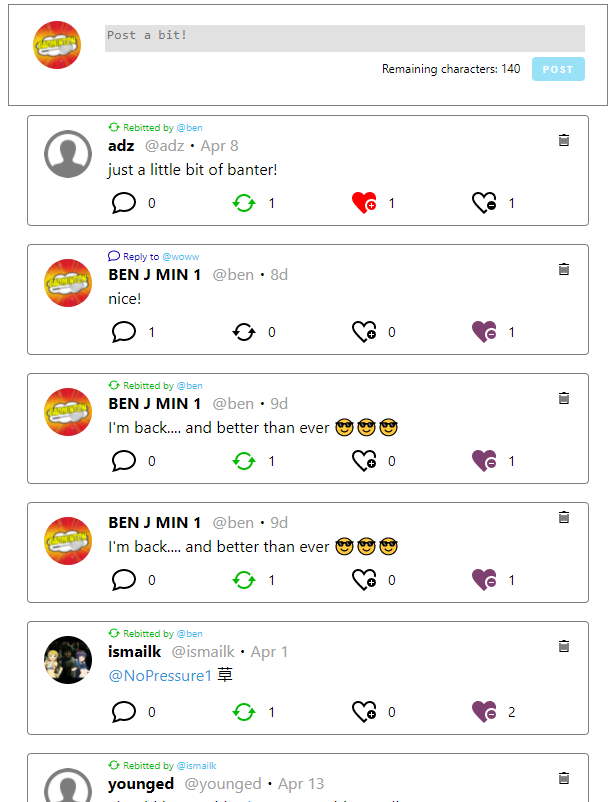 Post a bit!
Remaining characters: 140 POST
Rebitted by @ben
adz @adz • Apr 8
just a little bit of banter!
0 1 1 1
Reply to @woww
BEN J MIN 1 @ben • 8d
nice!
1 0 0 1
Rebitted by @ben
BEN J MIN 1 @ben • 9d
I'm back.... and better than ever 😎😎😎
0 1 0 1
BEN J MIN 1 @ben • 9d
I'm back.... and better than ever 😎😎😎
0 1 0 1
Rebitted by @ben
ismailk @ismailk • Apr 1
@NoPressure1 草
0 1 0 2
Rebitted by @ismailk
younged @younged • Apr 13